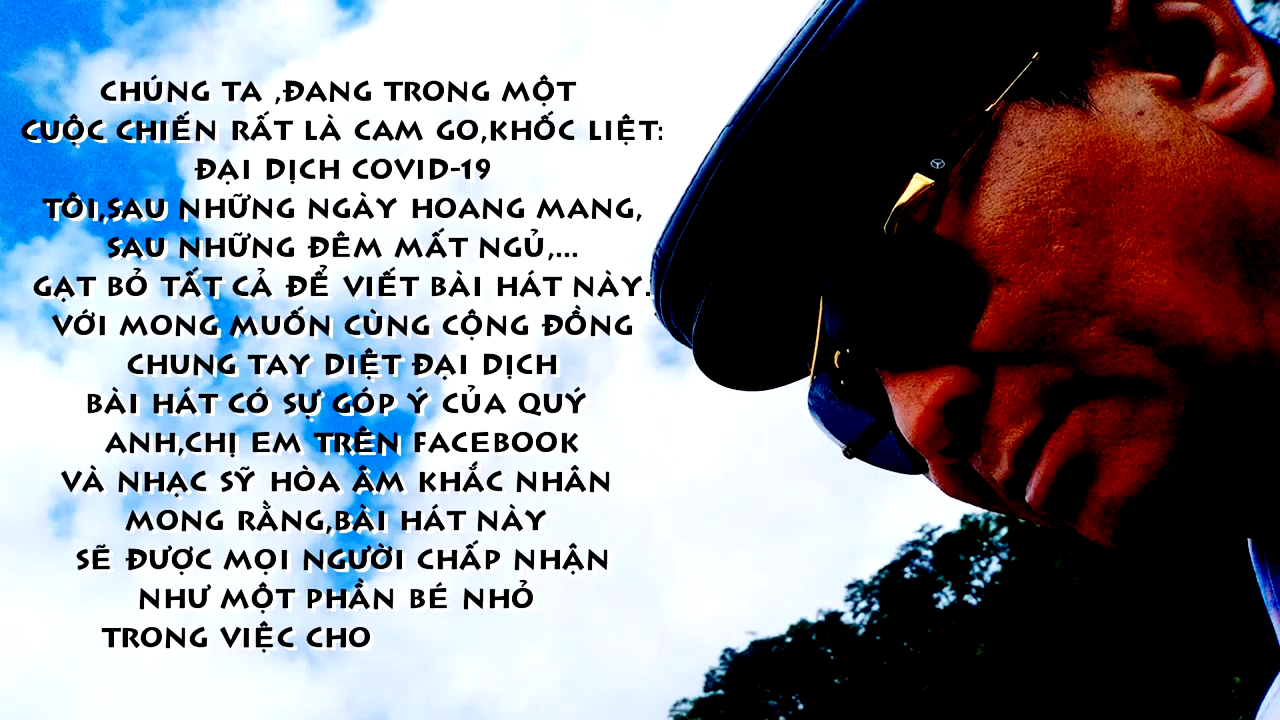 CHÚNG TA ,ĐANG TRONG MỘT
CUỘC CHIẾN RẤT LÀ CAM GO,KHỐC LIỆT:
ĐẠI DỊCH COVID-19
TÔI,SAU NHỮNG NGÀY HOANG MANG,
SAU NHỮNG ĐÊM MẤT NGỦ,...
GẠT BỎ TẤT CẢ ĐỂ VIẾT BÀI HÁT NÀY.
VỚI MONG MUỐN CÙNG CỘNG ĐỒNG
CHUNG TAY DIỆT ĐẠI DỊCH
BÀI HÁT CÓ SỰ GÓP Ý CỦA QUÝ
ANH,CHỊ EM TRÊN FACEBOOK
VÀ NHẠC SỸ HÒA ÂM KHẮC NHÂN
MONG RẰNG,BÀI HÁT NÀY
SẼ ĐƯỢC MỌI NGƯỜI CHẤP NHẬN
NHƯ MỘT PHẦN BÉ NHỎ
TRONG VIỆC CHO